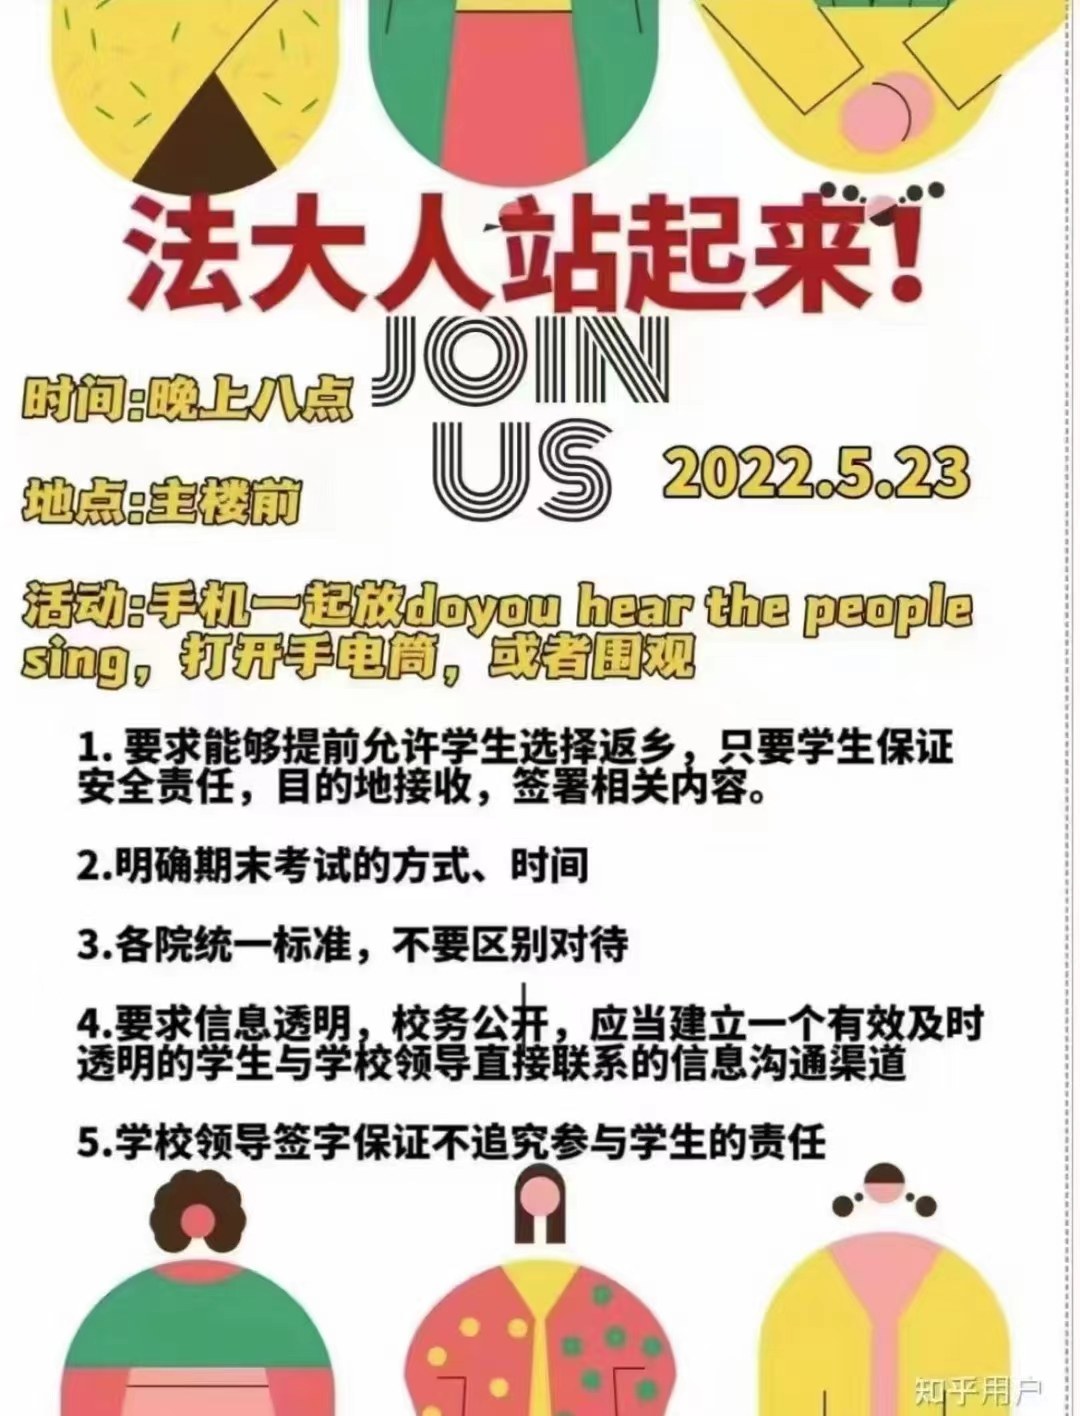 法大人站起来!
JOIN
时间:晚上八点
US
2022.5.23
地点:主楼前
活动:手机一起放doyou hear the people
sing，打开手电筒，或者围观
1. 要求能够提前允许学生选择返乡，只要学生保证
安全责任，目的地接收，签署相关内容。
2.明确期末考试的方式、时间
3.各院统一标准，不要区别对待
4.要求信息透明，校务公开，应当建立一个有效及时
透明的学生与学校领导直接联系的信息沟通渠道
5.学校领导签字保证不追究参与学生的责任
知乎用户